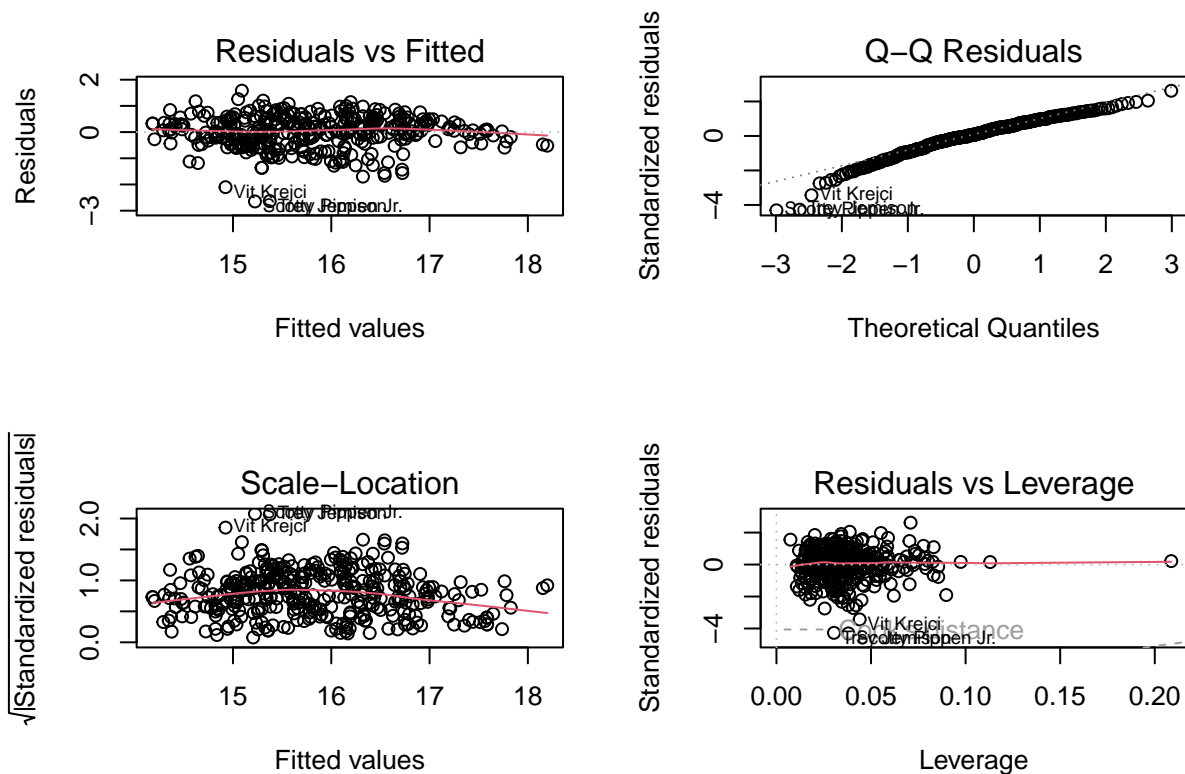 Residuals vs Fitted
Residuals
2
0
−3
Vit Krejci
15
16
17
18
Fitted values
Q−Q Residuals
Standardized residuals
0
−4
Vit Krejci
−3
−2
−1
0
1
2
3
Theoretical Quantiles
Scale−Location
√|Standardized residuals|
2.0
1.0
0.0
Vit Krejci
15
16
17
18
Fitted values
Residuals vs Leverage
Standardized residuals
0
−4
Vit Krejci
Cook's distance
0.00
0.05
0.10
0.15
0.20
Leverage